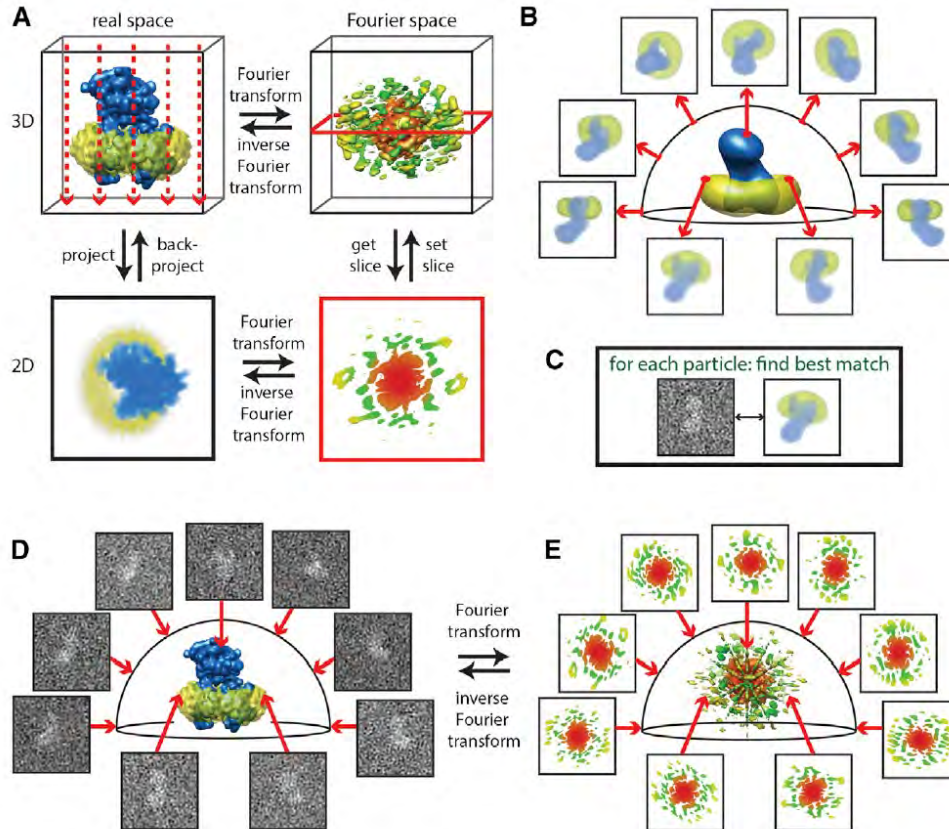 A
real space
Fourier space
3D
Fourier
transform
inverse
Fourier
transform
project
back-
project
get
slice
set
slice
2D
Fourier
transform
inverse
Fourier
transform
B
C
for each particle: find best match
D
Fourier
transform
inverse
Fourier
transform
E